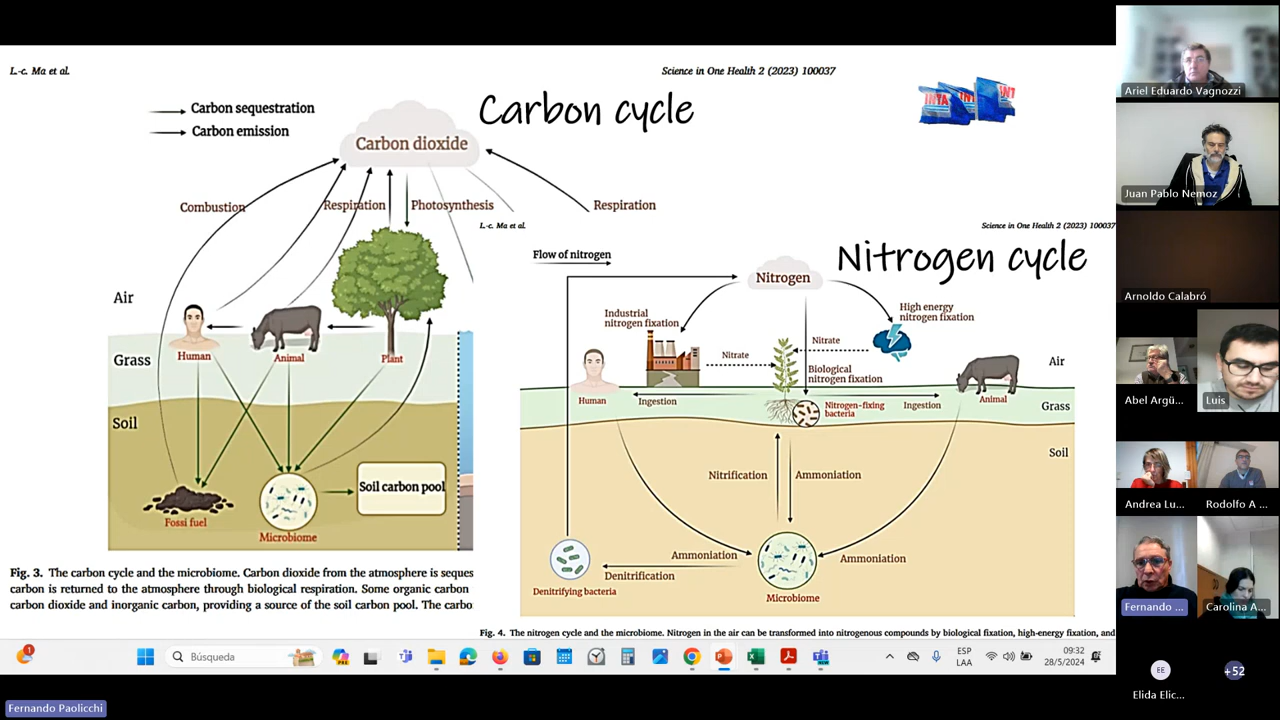 L.-c. Ma et al.
Science in One Health 2 (2023) 100037
Carbon sequestration
Carbon emission
Carbon cycle
INTA
Carbon dioxide
Combustion
Respiration
Photosynthesis
Respiration
Air
Grass
Soil
Human
Animal
Plant
Fossi fuel
Microbiome
Soil carbon pool
Fig. 3. The carbon cycle and the microbiome. Carbon dioxide from the atmosphere is seques
carbon is returned to the atmosphere through biological respiration. Some organic carbon
carbon dioxide and inorganic carbon, providing a source of the soil carbon pool. The carbo
L.-c. Ma et al.
Science in One Health 2 (2023) 100037
Nitrogen cycle
Flow of nitrogen
Nitrogen
Industrial
nitrogen fixation
High energy
nitrogen fixation
Nitrate
Nitrate
Biological
nitrogen fixation
Air
Human
Ingestion
Nitrogen-fixing
bacteria
Ingestion
Animal
Grass
Soil
Nitrification
Ammoniation
Ammoniation
Ammoniation
Denitrification
Denitrifying bacteria
Microbiome
Fig. 4. The nitrogen cycle and the microbiome. Nitrogen in the air can be transformed into nitrogenous compounds by biological fixation, high-energy fixation, and
1
Búsqueda
ESP
LAA
09:32
28/5/2024
Fernando Paolicchi
Ariel Eduardo Vagnozzi
Juan Pablo Nemoz
Arnoldo Calabró
Abel Argü...
Luis
Andrea Lu...
Rodolfo A ...
Fernando ...
Carolina A...
EE
Elida Elic...
+52